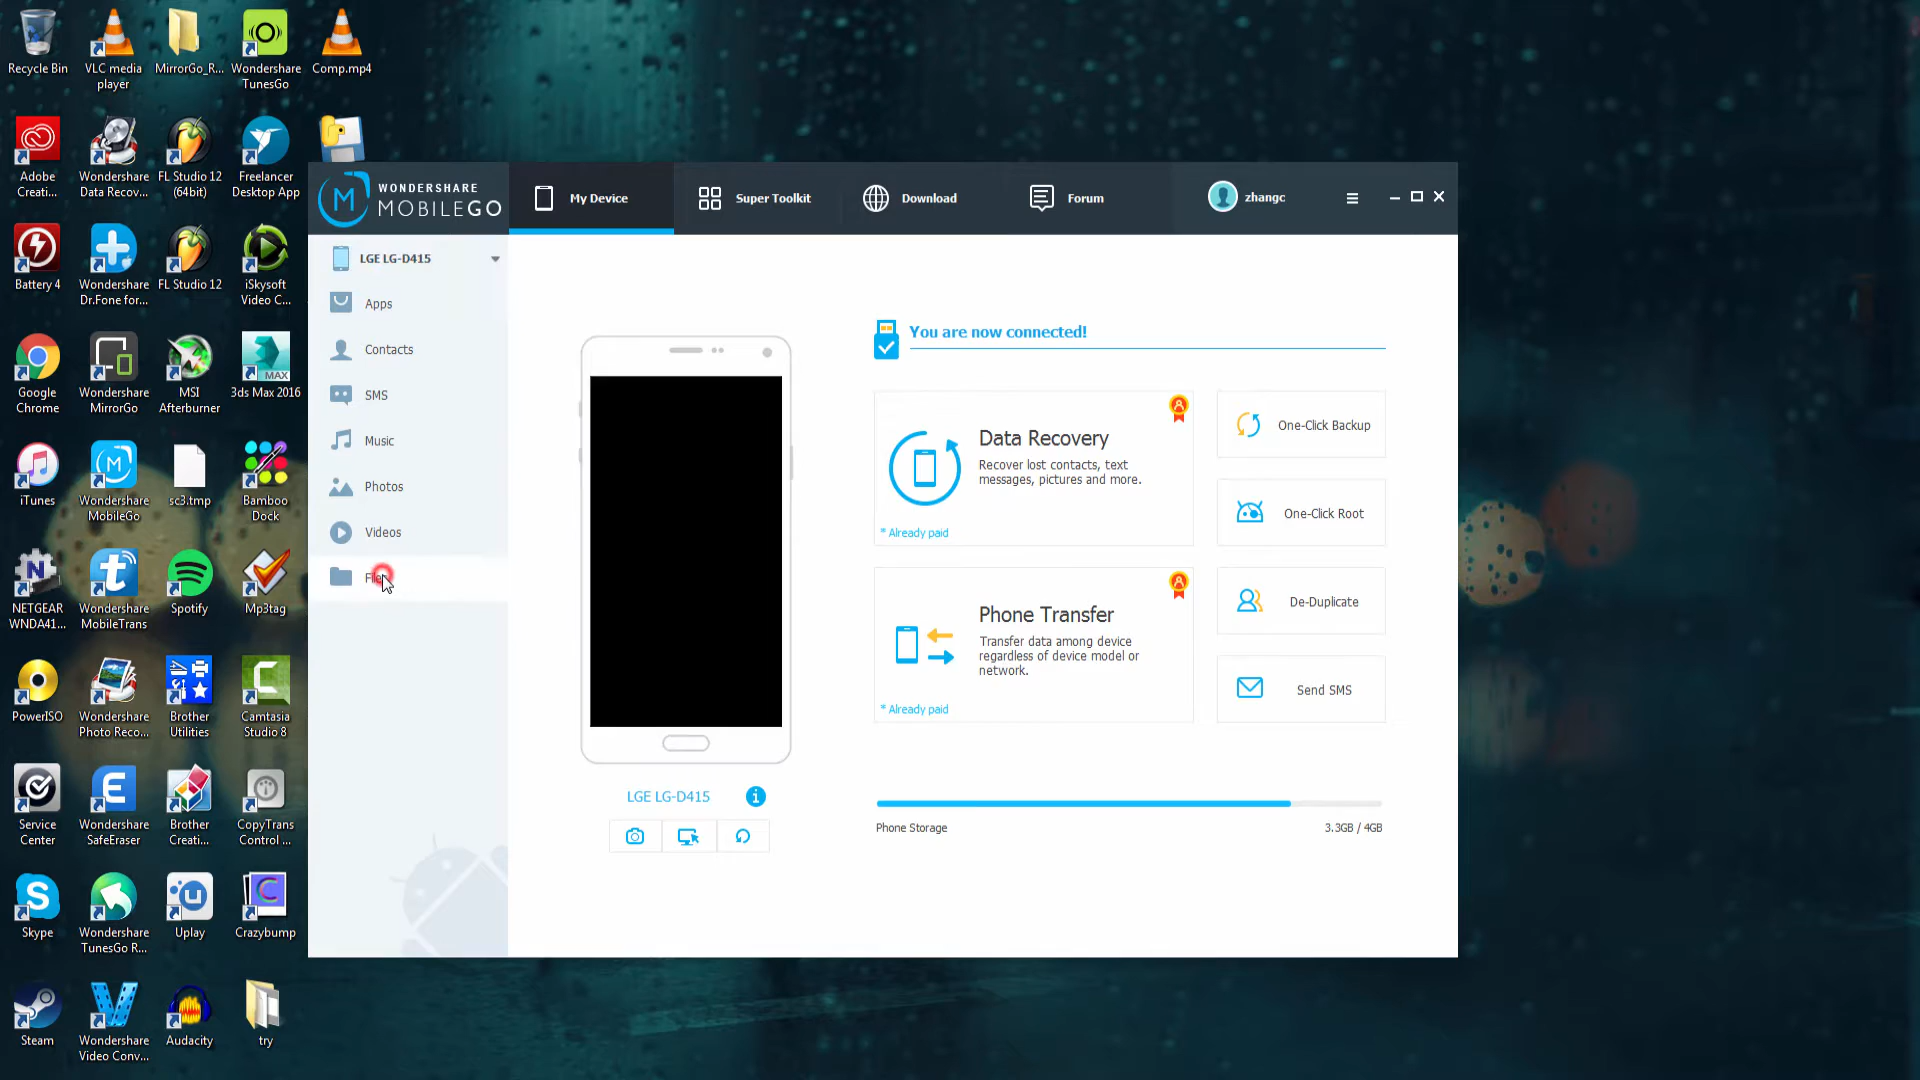 Recycle Bin
VLC media
player
MirrorGo_R...
Wondershare
TunesGo
Comp.mp4
Adobe
Creati...
Wondershare
Data Recov...
FL Studio 12
(64bit)
Freelancer
Desktop App
Battery 4
Wondershare
Dr.Fone for...
FL Studio 12
iSkysoft
Video C...
Google
Chrome
Wondershare
MirrorGo
MSI
Afterburner
MAX
3ds Max 2016
iTunes
Wondershare
MobileGo
sc3.tmp
Bamboo
Dock
NETGEAR
WNDA41...
Wondershare
MobileTrans
Spotify
Mp3tag
PowerISO
Wondershare
Photo Reco...
Brother
Utilities
Camtasia
Studio 8
Service
Center
Wondershare
SafeEraser
Brother
Creati...
CopyTrans
Control ...
Skype
Wondershare
TunesGo R...
Uplay
Crazybump
Steam
Wondershare
Video Conv...
Audacity
try
WONDERSHARE
MOBILEGO
My Device
Super Toolkit
Download
Forum
zhangc
LGE LG-D415
Apps
Contacts
SMS
Music
Photos
Videos
LGE LG-D415
You are now connected!
Data Recovery
Recover lost contacts, text
messages, pictures and more.
* Already paid
Phone Transfer
Transfer data among device
regardless of device model or
network.
* Already paid
One-Click Backup
One-Click Root
De-Duplicate
Send SMS
Phone Storage
3.3GB / 4GB